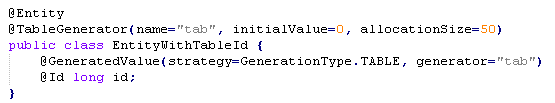 @Entity
@TableGenerator(name="tab", initialValue=0, allocationSize=50)
public class EntityWithTableId {
    @GeneratedValue(strategy=GenerationType.TABLE, generator="tab")
    @Id long id;
}